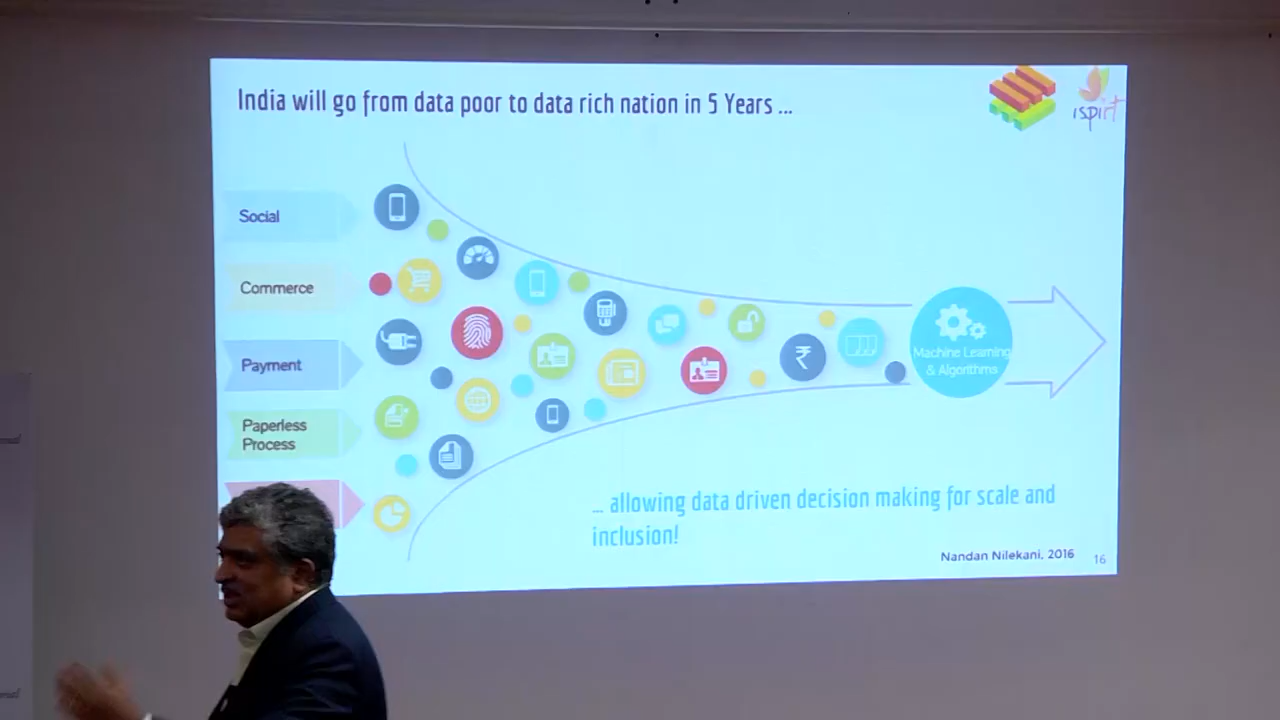 India will go from data poor to data rich nation in 5 Years ...
ispirt
Social
Commerce
Payment
Paperless
Process
₹
Machine Learning
& Algorithms
... allowing data driven decision making for scale and
inclusion!
Nandan Nilekani, 2016
16